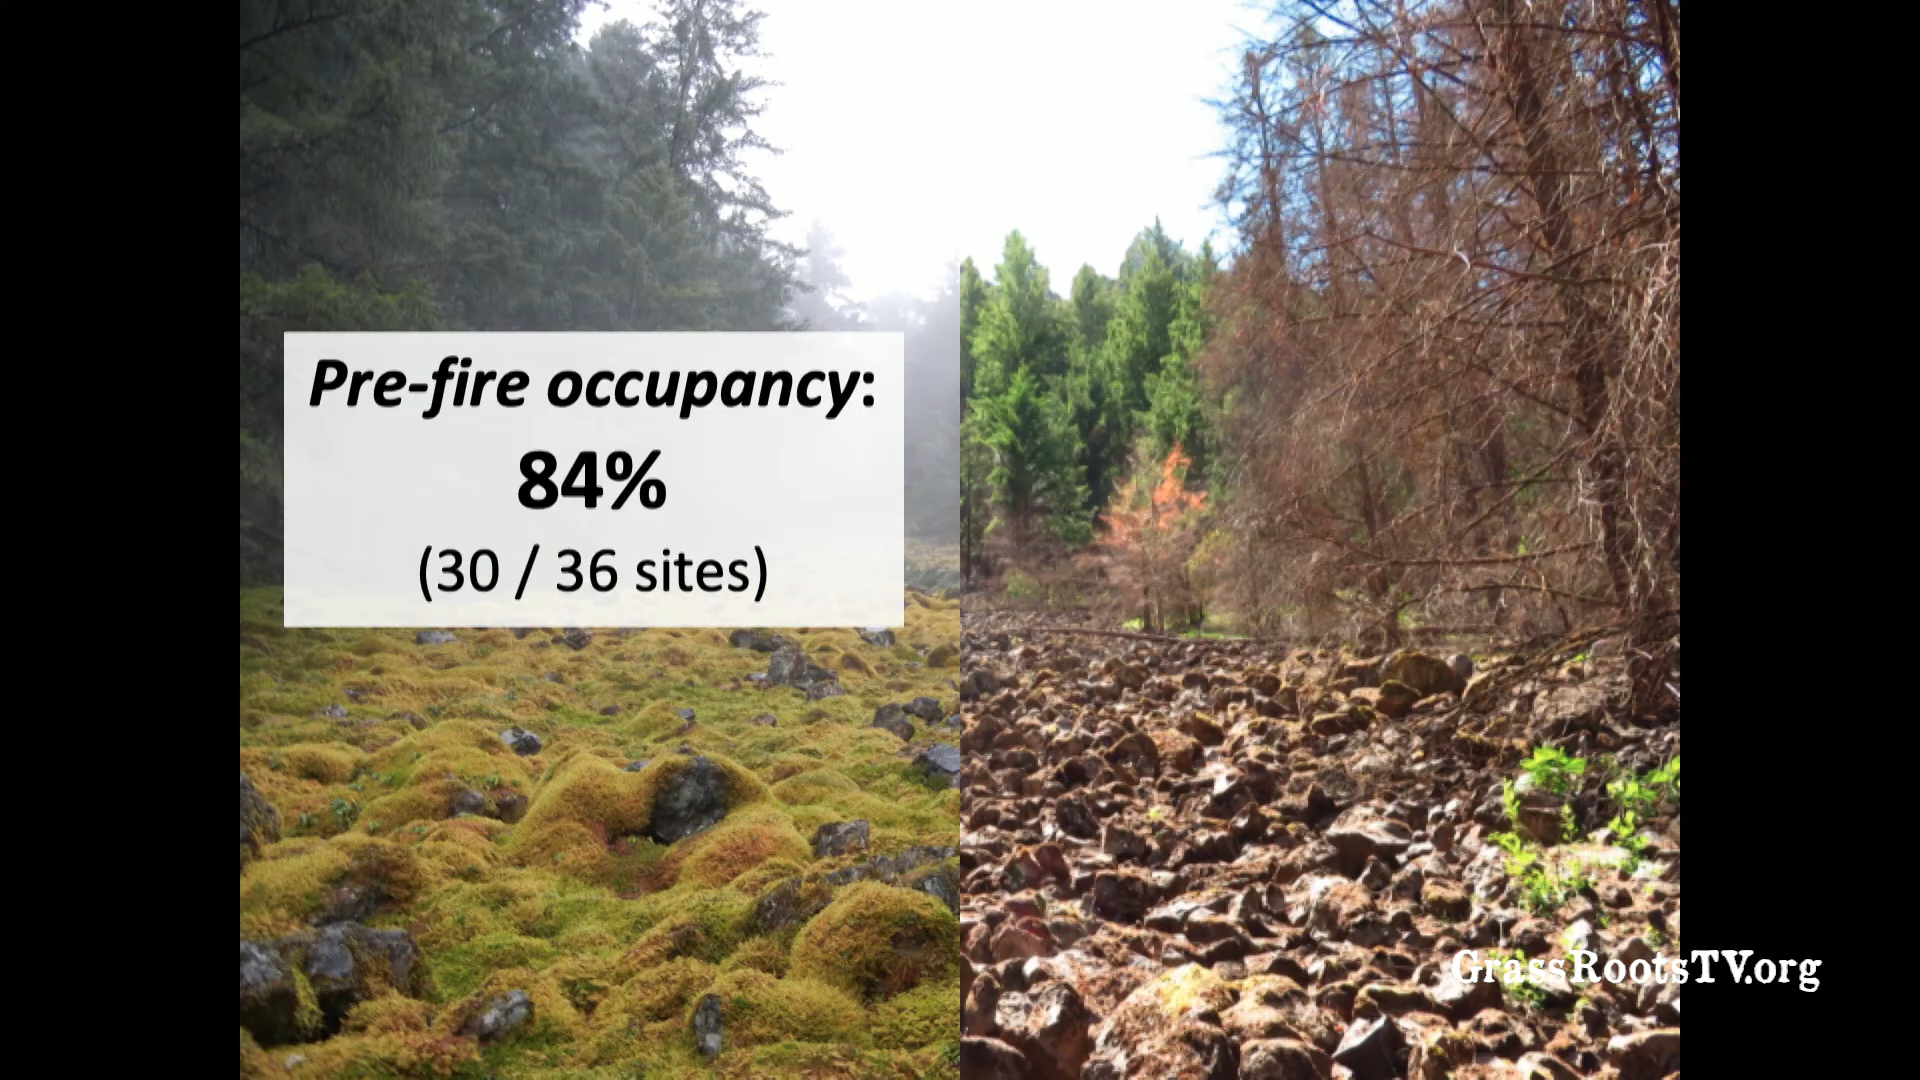 Pre-fire occupancy:
84%
(30 / 36 sites)
GrassRootsTV.org